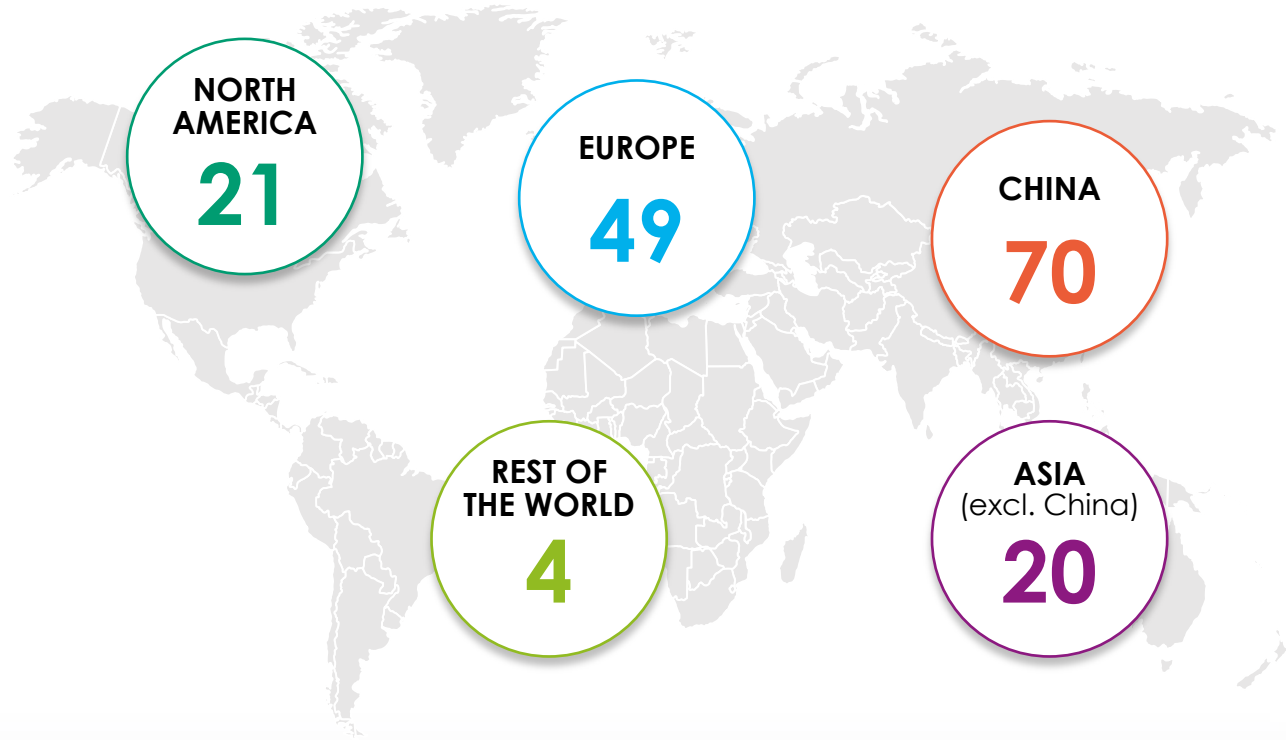 NORTH
AMERICA
21
EUROPE
49
CHINA
70
REST OF
THE WORLD
4
ASIA
(excl. China)
20